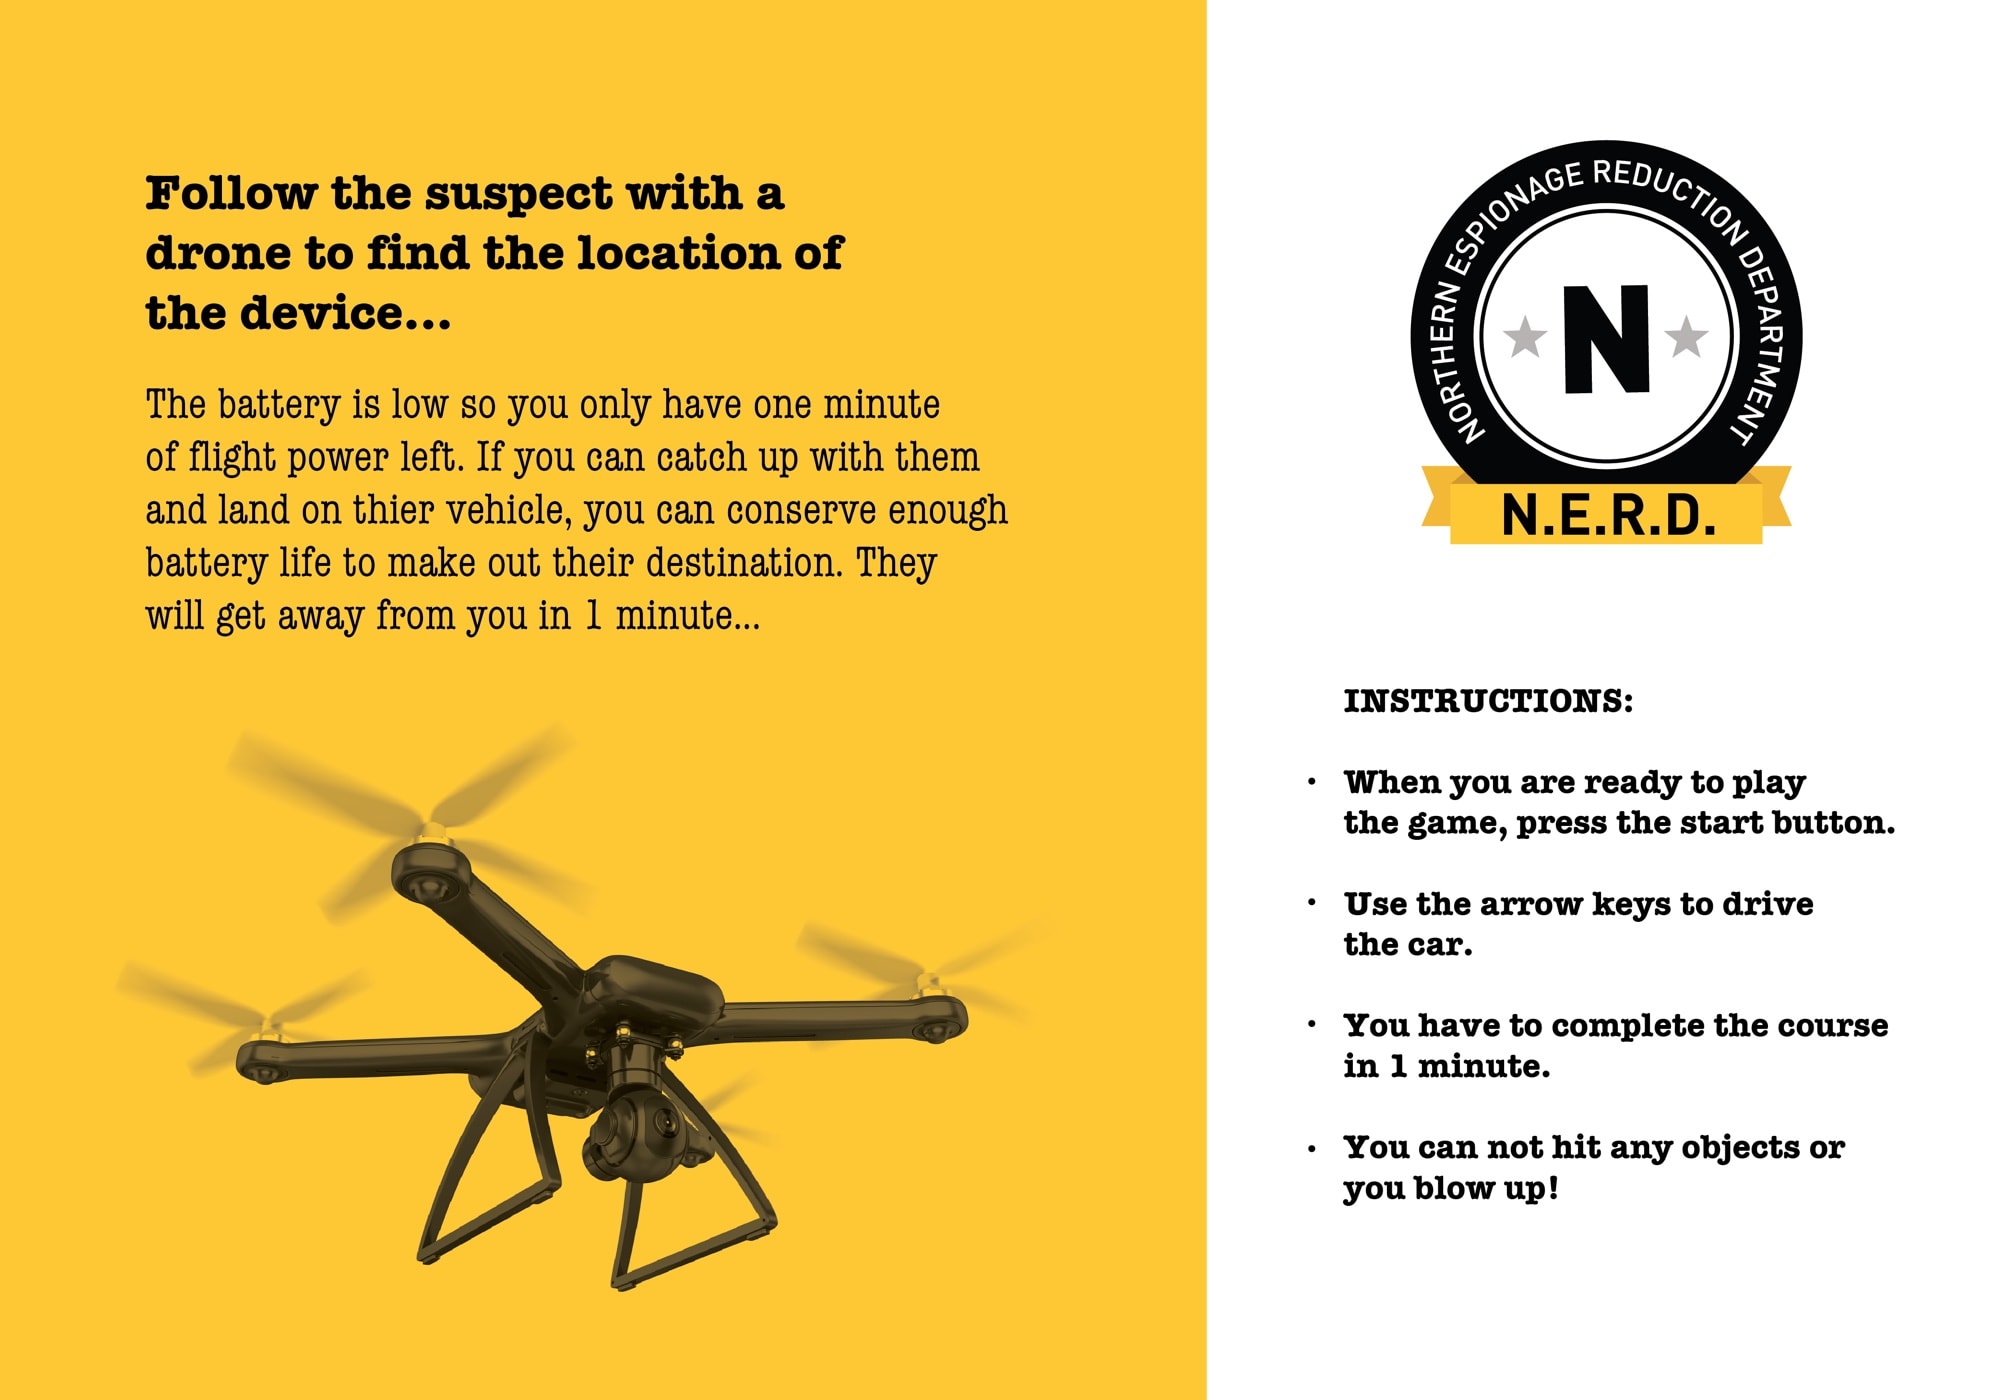 Follow the suspect with a
drone to find the location of
the device...
The battery is low so you only have one minute
of flight power left. If you can catch up with them
and land on thier vehicle, you can conserve enough
battery life to make out their destination. They
will get away from you in 1 minute...
NORTHERN ESPIONAGE REDUCTION DEPARTMENT
N
N.E.R.D.
INSTRUCTIONS:
• When you are ready to play
the game, press the start button.
• Use the arrow keys to drive
the car.
• You have to complete the course
in 1 minute.
• You can not hit any objects or
you blow up!